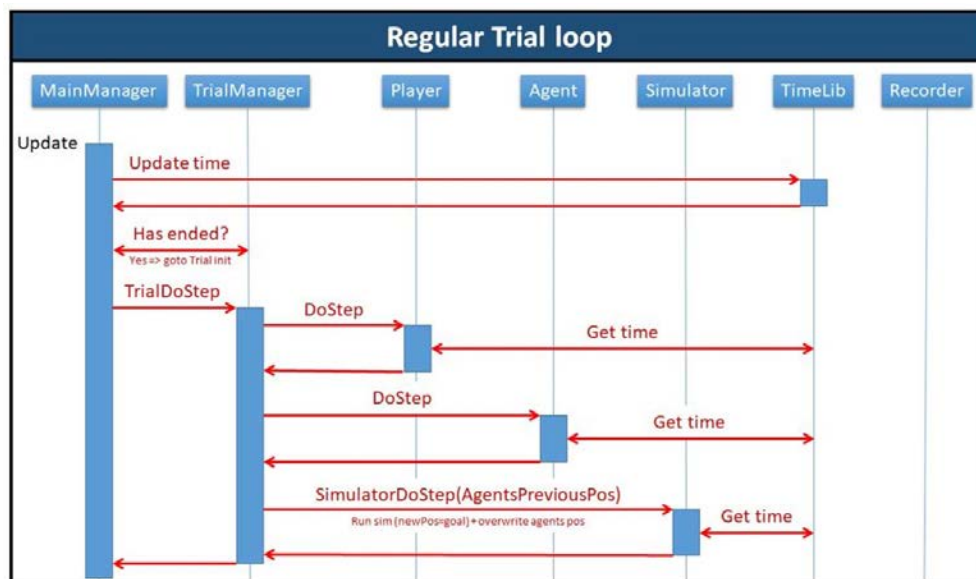 Regular Trial loop
MainManager TrialManager Player Agent Simulator TimeLib Recorder
Update
Update time
Has ended?
Yes => goto Trial init
TrialDoStep
DoStep
Get time
DoStep
Get time
SimulatorDoStep(AgentsPreviousPos)
Run sim (newPos=goal) + overwrite agents pos
Get time